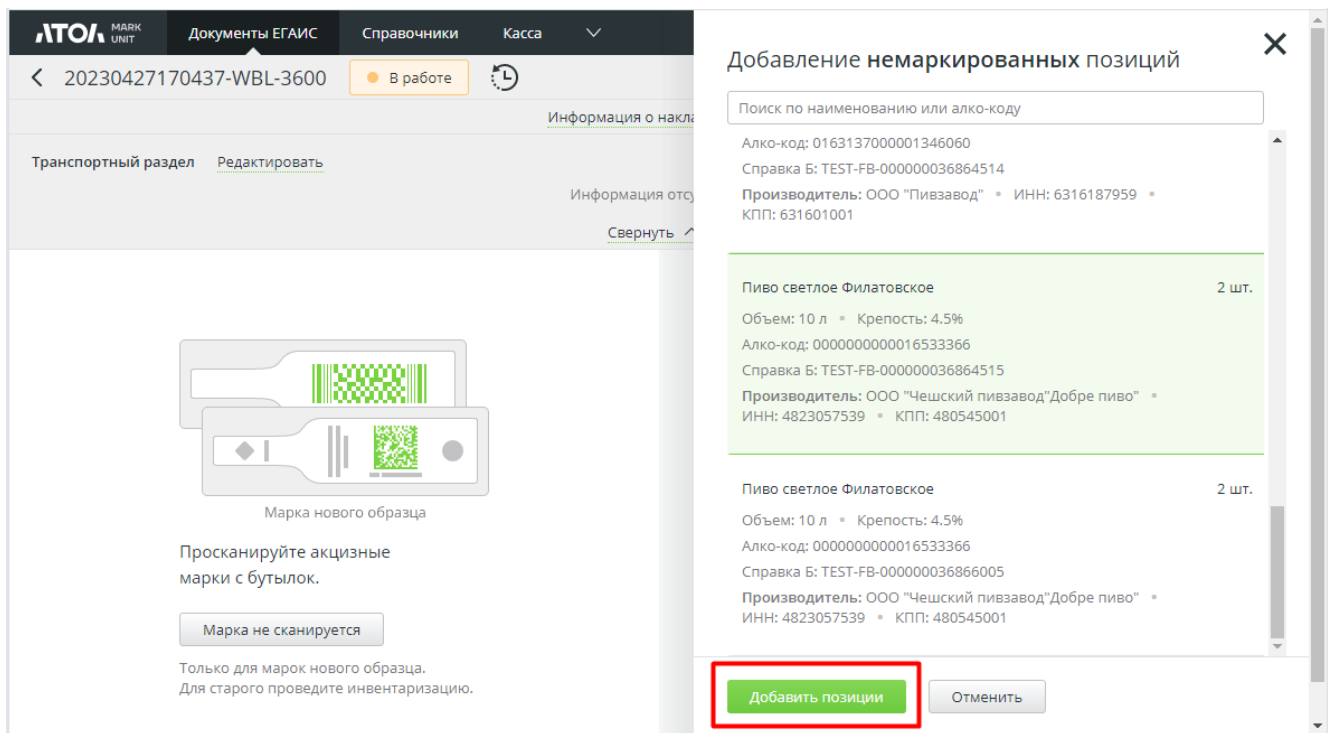 АТОЛ MARK UNIT
Документы ЕГАИС Справочники Касса
20230427170437-WBL-3600 В работе
Информация о накла
Транспортный раздел Редактировать
Информация отсу
Свернуть
Марка нового образца
Просканируйте акцизные
марки с бутылок.
Марка не сканируется
Только для марок нового образца.
Для старого проведите инвентаризацию.
Добавление немаркированных позиций
Поиск по наименованию или алко-коду
Алко-код: 0163137000001346060
Справка Б: TEST-FB-000000036864514
Производитель: ООО "Пивзавод" • ИНН: 6316187959 •
КПП: 631601001
Пиво светлое Филатовское 2 шт.
Объем: 10 л • Крепость: 4.5%
Алко-код: 0000000000016533366
Справка Б: TEST-FB-000000036864515
Производитель: ООО "Чешский пивзавод"Добре пиво" •
ИНН: 4823057539 • КПП: 480545001
Пиво светлое Филатовское 2 шт.
Объем: 10 л • Крепость: 4.5%
Алко-код: 0000000000016533366
Справка Б: TEST-FB-000000036866005
Производитель: ООО "Чешский пивзавод"Добре пиво" •
ИНН: 4823057539 • КПП: 480545001
Добавить позиции Отменить